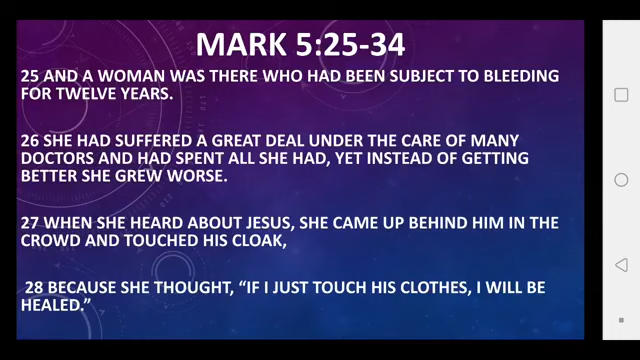 MARK 5:25-34
25 AND A WOMAN WAS THERE WHO HAD BEEN SUBJECT TO BLEEDING
FOR TWELVE YEARS.
26 SHE HAD SUFFERED A GREAT DEAL UNDER THE CARE OF MANY
DOCTORS AND HAD SPENT ALL SHE HAD, YET INSTEAD OF GETTING
BETTER SHE GREW WORSE.
27 WHEN SHE HEARD ABOUT JESUS, SHE CAME UP BEHIND HIM IN THE
CROWD AND TOUCHED HIS CLOAK,
28 BECAUSE SHE THOUGHT, “IF I JUST TOUCH HIS CLOTHES, I WILL BE
HEALED.”